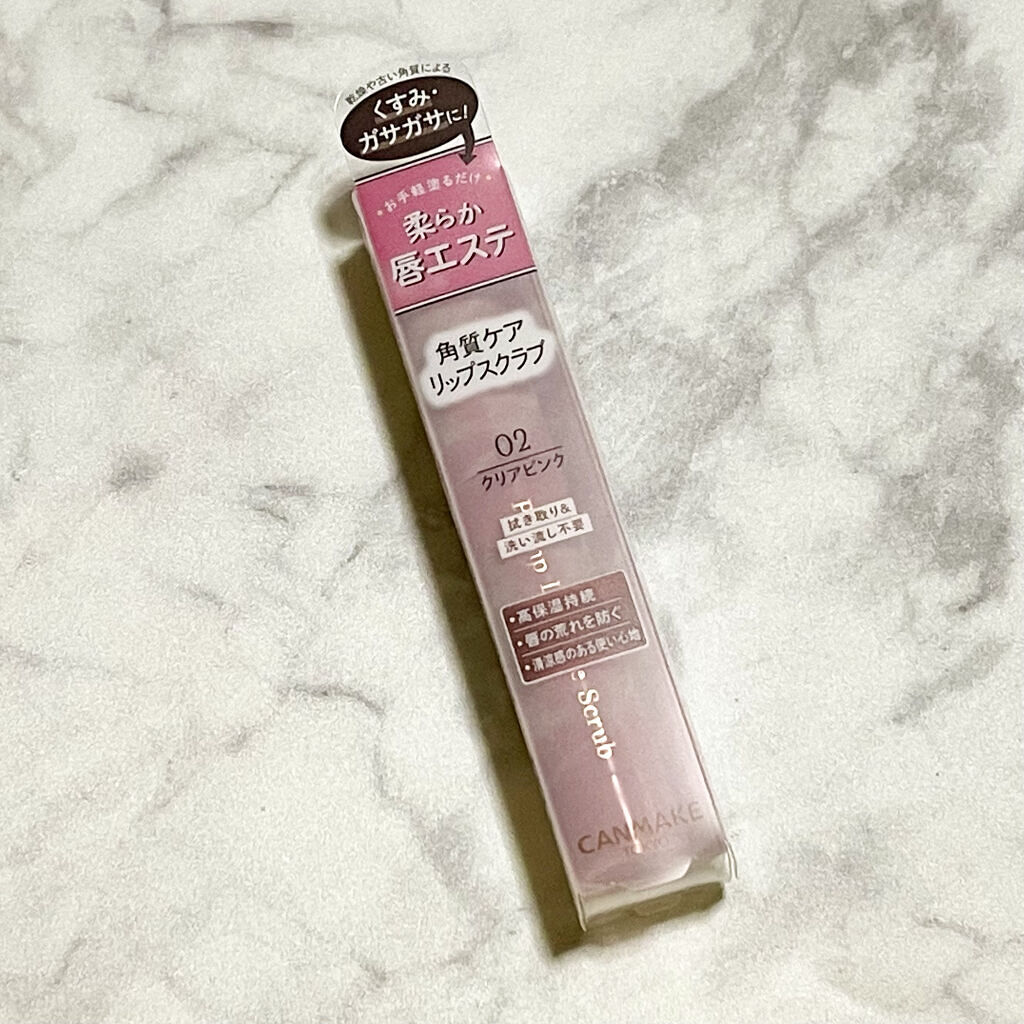 乾燥や古い角質による
くすみ・
ガサガサに!
・お手軽塗るだけ・
柔らか
唇エステ
角質ケア
リップスクラブ
02
クリアピンク
拭き取り&
洗い流し不要
・高保湿持続
・唇の荒れを防ぐ
・清涼感のある使い心地
Scrub
CANMAKE
TOKYO